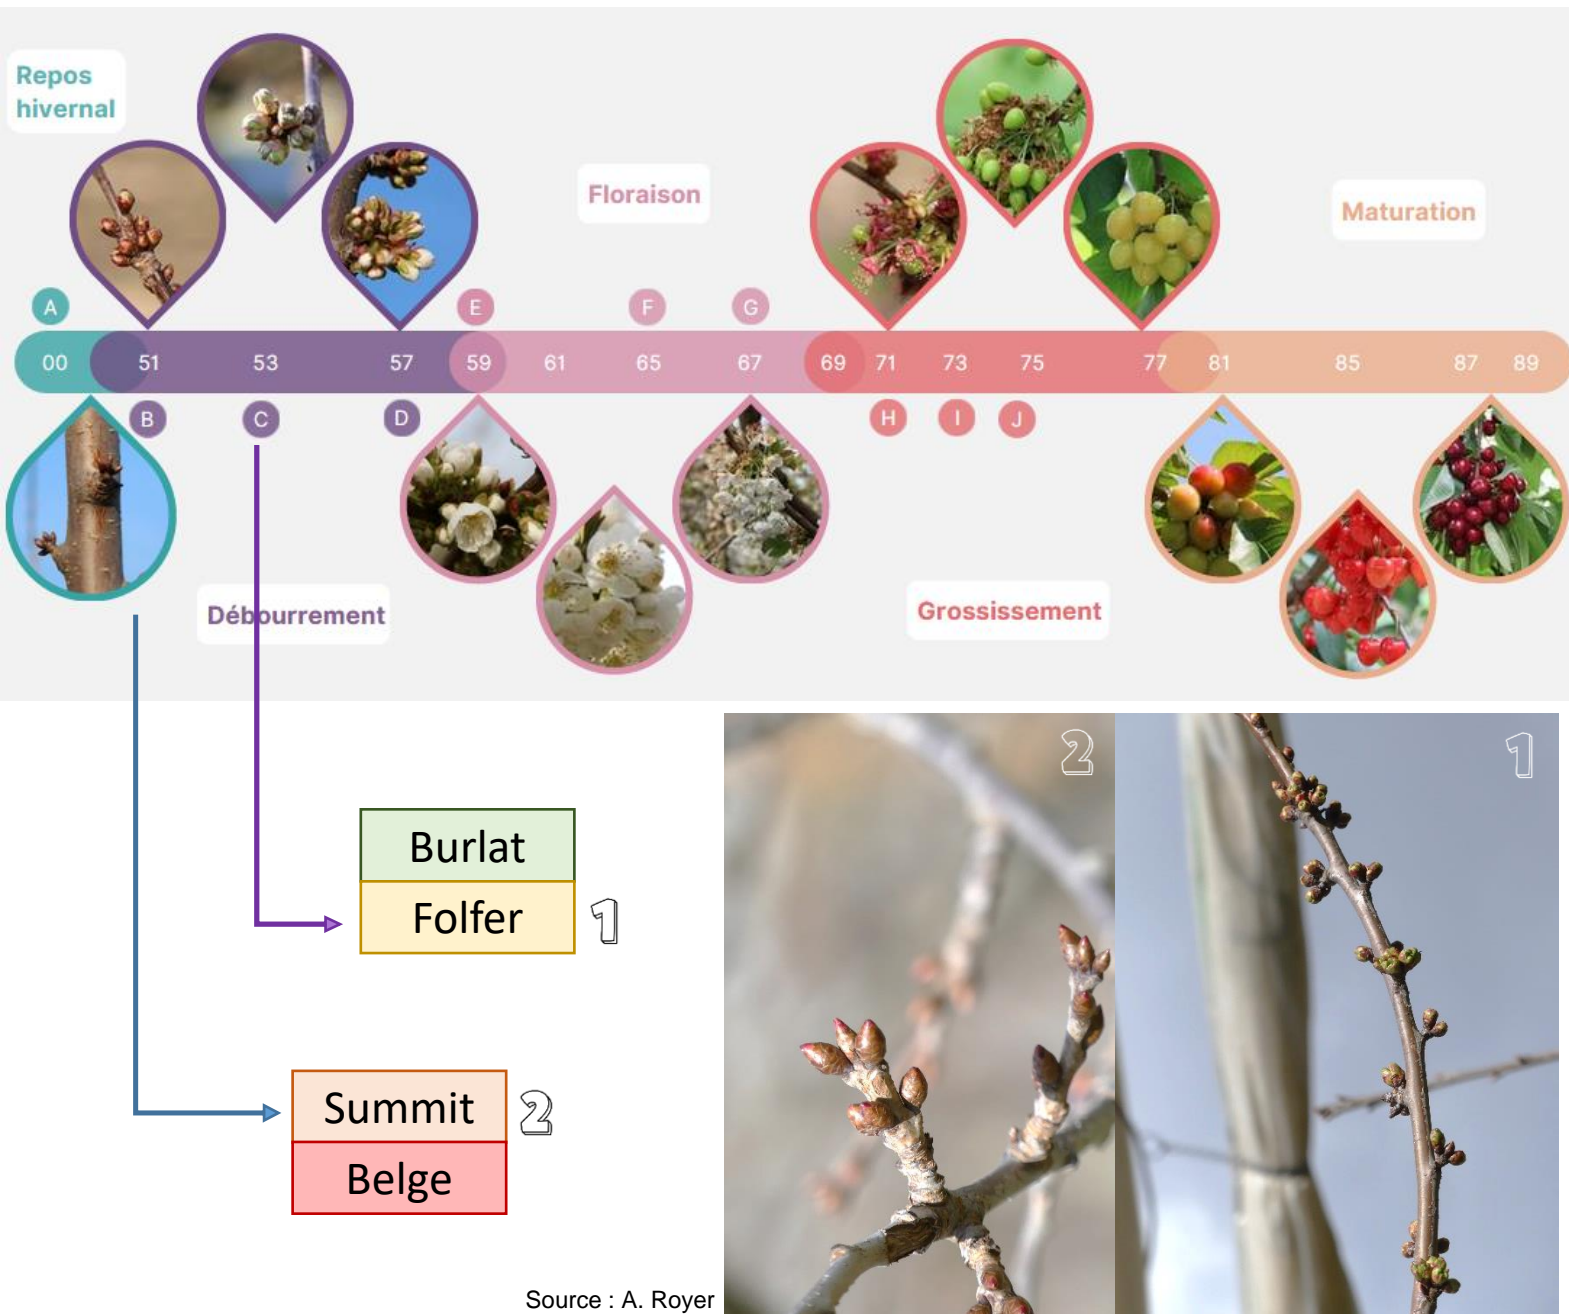 Repos
hivernal
Floraison
Maturation
A
E
F
G
00
51
53
57
59
61
65
67
69
71
73
75
77
81
85
87
89
B
C
D
H
I
J
Débourrement
Grossissement
2
1
Burlat
Folfer
1
Summit
2
Belge
Source : A. Royer